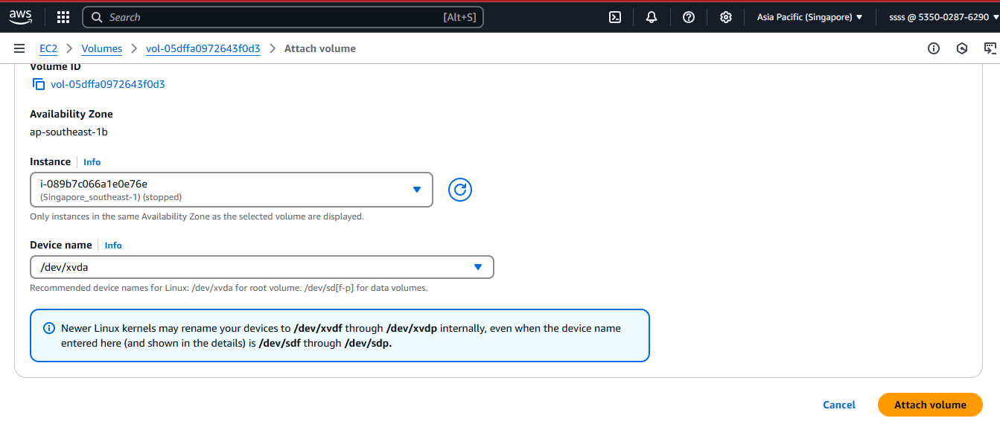 aws
Search [Alt+S]
Asia Pacific (Singapore)
ssss @ 5350-0287-6290
EC2 Volumes vol-05dffa0972643f0d3 Attach volume
Volume ID
vol-05dffa0972643f0d3
Availability Zone
ap-southeast-1b
Instance Info
i-089b7c066a1e0e76e
(Singapore_southeast-1) (stopped)
Only instances in the same Availability Zone as the selected volume are displayed.
Device name Info
/dev/xvda
Recommended device names for Linux: /dev/xvda for root volume. /dev/sd[f-p] for data volumes.
Newer Linux kernels may rename your devices to /dev/xvdf through /dev/xvdp internally, even when the device name
entered here (and shown in the details) is /dev/sdf through /dev/sdp.
Cancel Attach volume